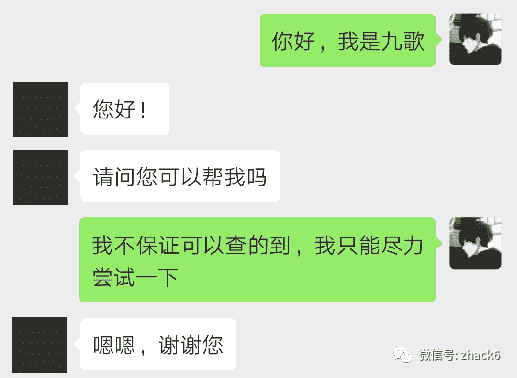 你好，我是九歌
您好！
请问您可以帮我吗
我不保证可以查的到，我只能尽力
尝试一下
嗯嗯，谢谢您
微信号: zhack6